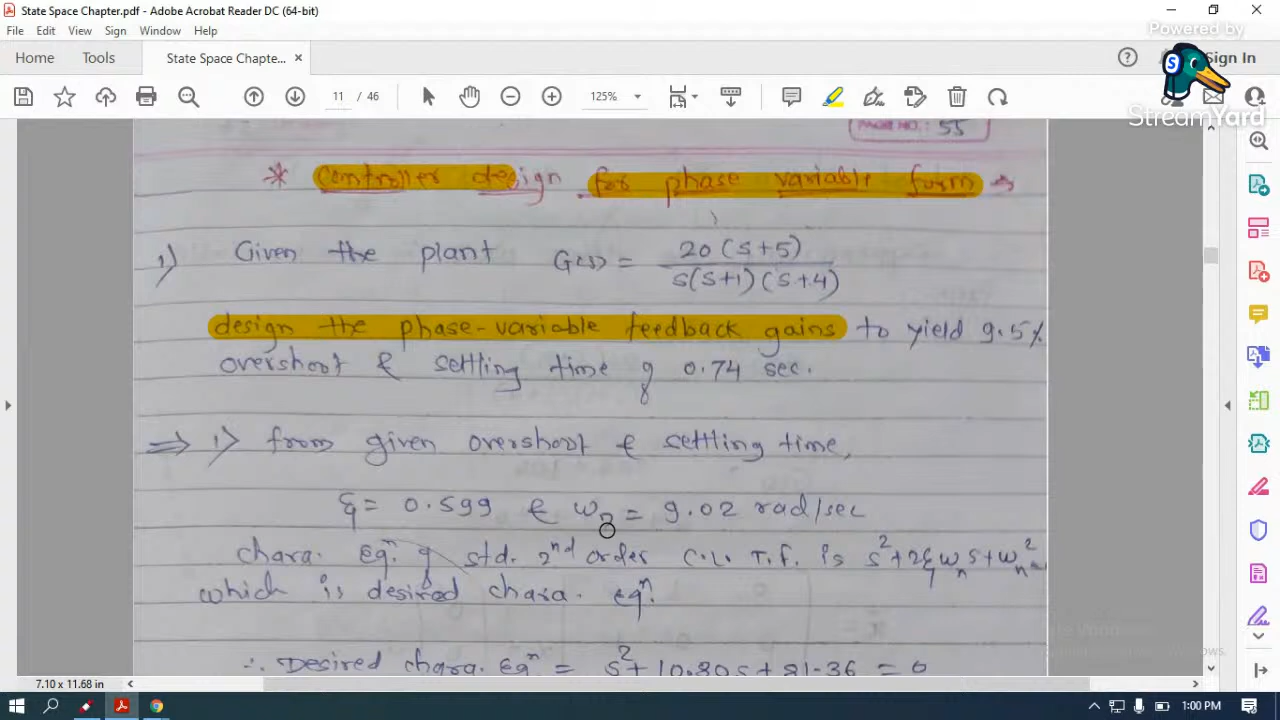 State Space Chapter.pdf - Adobe Acrobat Reader DC (64-bit)
File Edit View Sign Window Help
Home Tools State Space Chapte... ×
Sign In
Powered by
StreamYard
11 / 46 125%
PAGE NO: 55
* Controller design for phase variable form
1) Given the plant G(s) = 20(s+5) / s(s+1)(s+4)
design the phase-variable feedback gains to yield 9.5%
overshoot & settling time of 0.74 sec.
⇒ 1) from given overshoot & settling time,
ξ = 0.599 & ωn = 9.02 rad/sec
chara. Eqn. of std. 2nd order C.L. T.F. is s²+2ξωns+ωn²=
which is desired chara. eqn.
∴ Desired chara. Eqn = s²+10.80s+81.36 = 0
7.10 x 11.68 in
1:00 PM